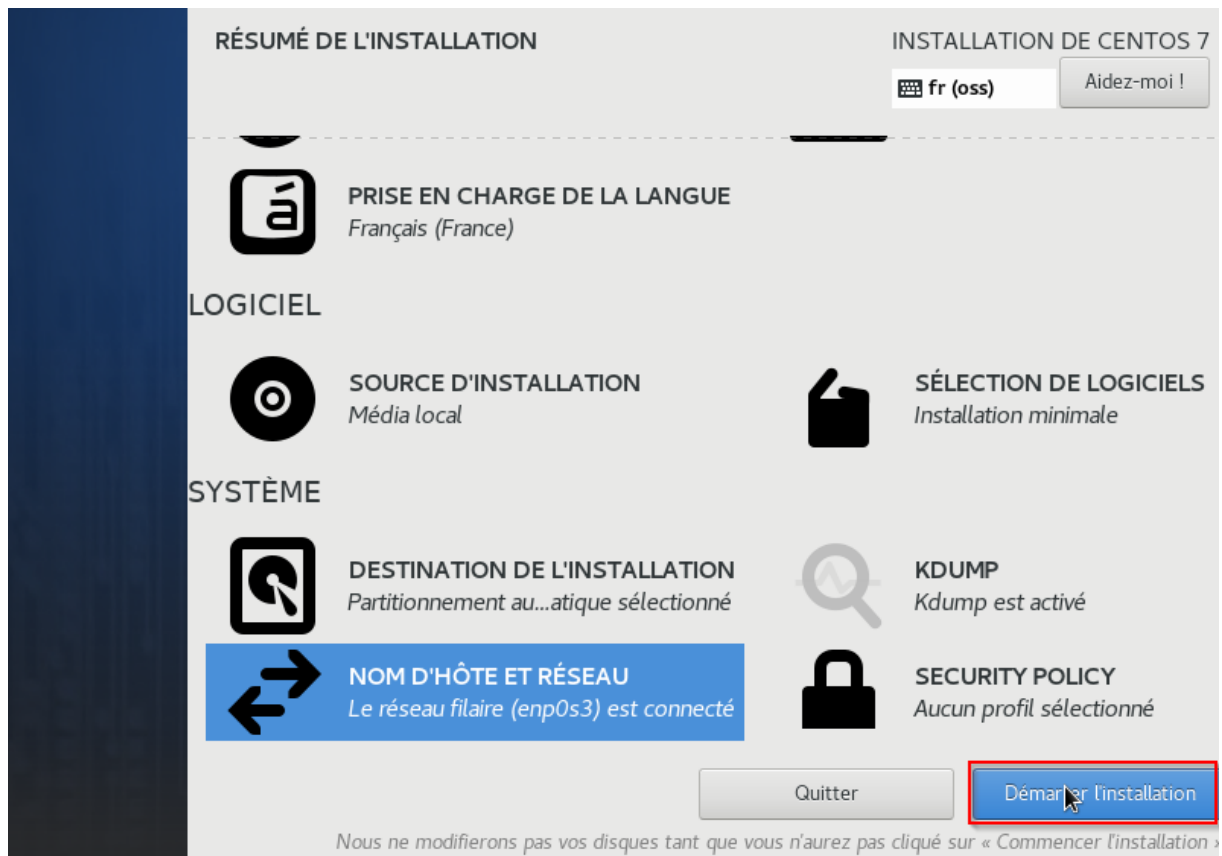 RÉSUMÉ DE L'INSTALLATION
INSTALLATION DE CENTOS 7
fr (oss)
Aidez-moi !
PRISE EN CHARGE DE LA LANGUE
Français (France)
LOGICIEL
SOURCE D'INSTALLATION
Média local
SÉLECTION DE LOGICIELS
Installation minimale
SYSTÈME
DESTINATION DE L'INSTALLATION
Partitionnement au...atique sélectionné
KDUMP
Kdump est activé
NOM D'HÔTE ET RÉSEAU
Le réseau filaire (enp0s3) est connecté
SECURITY POLICY
Aucun profil sélectionné
Quitter
Démarrer l'installation
Nous ne modifierons pas vos disques tant que vous n'aurez pas cliqué sur « Commencer l'installation »